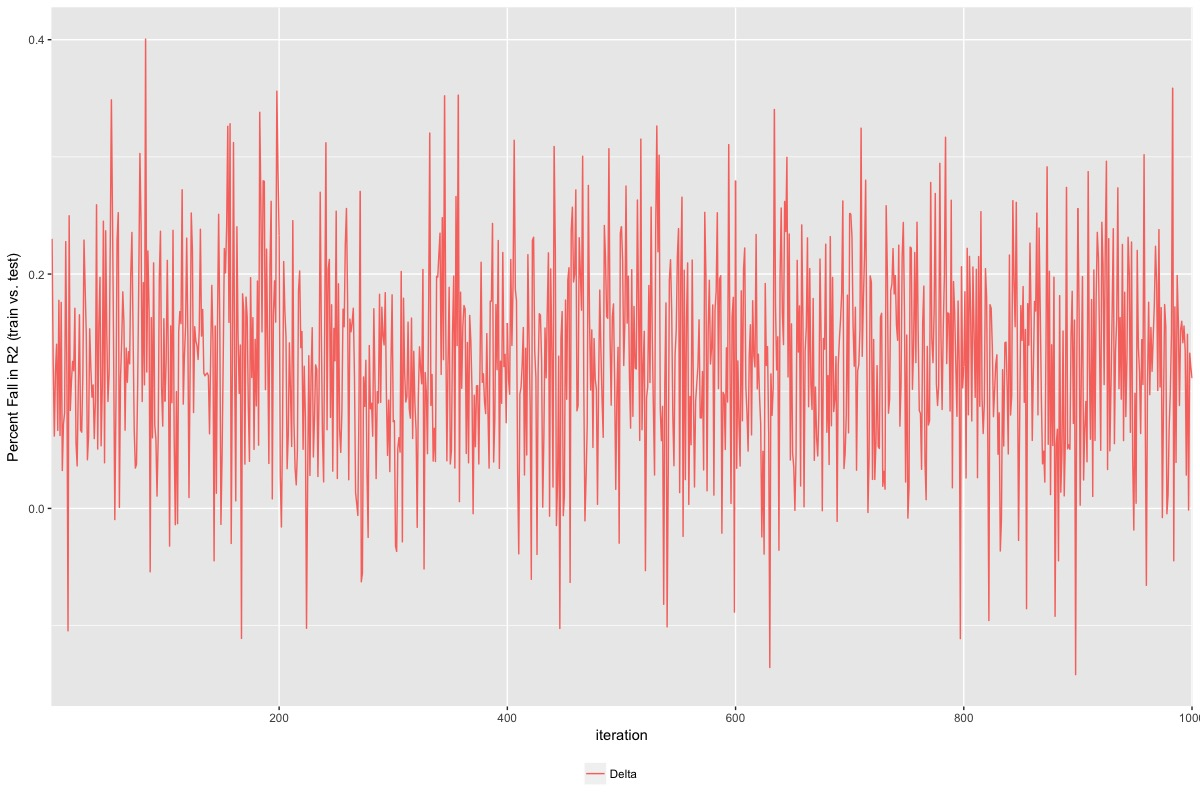 Percent Fall in R2 (train vs. test)
0.4
0.2
0.0
200 400 600 800 1000
iteration
Delta